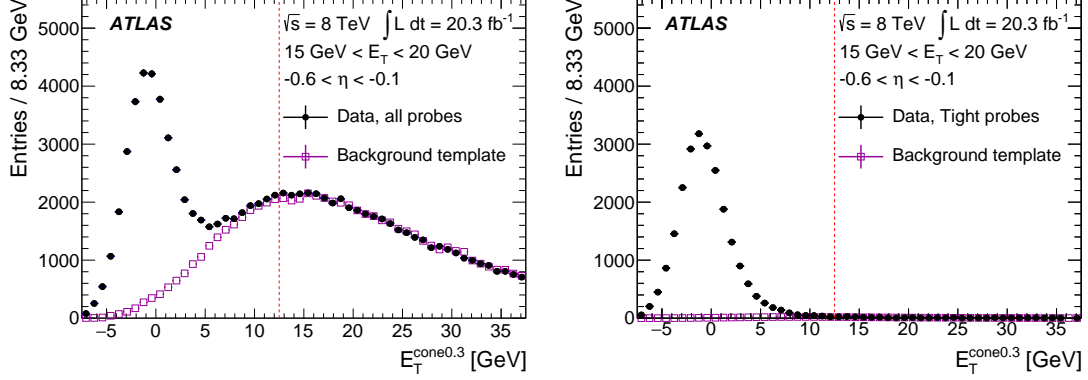 Entries / 8.33 GeV
5000
4000
3000
2000
1000
0
ATLAS
√s = 8 TeV ∫L dt = 20.3 fb⁻¹
15 GeV < E_T < 20 GeV
-0.6 < η < -0.1
Data, all probes
Background template
−5 0 5 10 15 20 25 30 35
E_T^cone0.3 [GeV]
Entries / 8.33 GeV
5000
4000
3000
2000
1000
0
ATLAS
√s = 8 TeV ∫L dt = 20.3 fb⁻¹
15 GeV < E_T < 20 GeV
-0.6 < η < -0.1
Data, Tight probes
Background template
−5 0 5 10 15 20 25 30 35
E_T^cone0.3 [GeV]